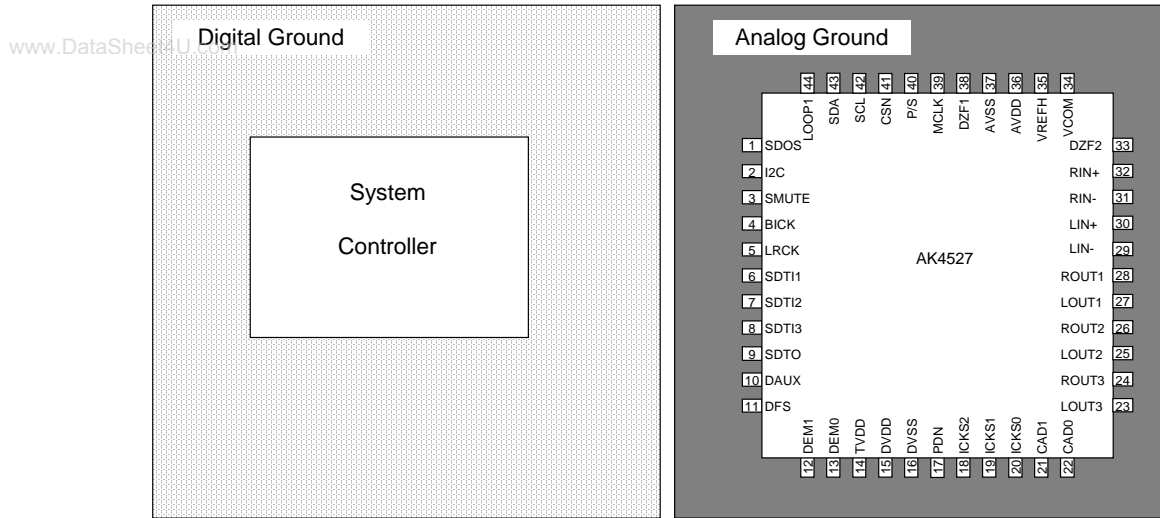 www.DataSheet4U.com
Digital Ground
System
Controller
Analog Ground
44 LOOP1
43 SDA
42 SCL
41 CSN
40 P/S
39 MCLK
38 DZF1
37 AVSS
36 AVDD
35 VREFH
34 VCOM
1 SDOS
2 I2C
3 SMUTE
4 BICK
5 LRCK
6 SDTI1
7 SDTI2
8 SDTI3
9 SDTO
10 DAUX
11 DFS
AK4527
DZF2 33
RIN+ 32
RIN- 31
LIN+ 30
LIN- 29
ROUT1 28
LOUT1 27
ROUT2 26
LOUT2 25
ROUT3 24
LOUT3 23
12 DEM1
13 DEM0
14 TVDD
15 DVDD
16 DVSS
17 PDN
18 ICKS2
19 ICKS1
20 ICKS0
21 CAD1
22 CAD0